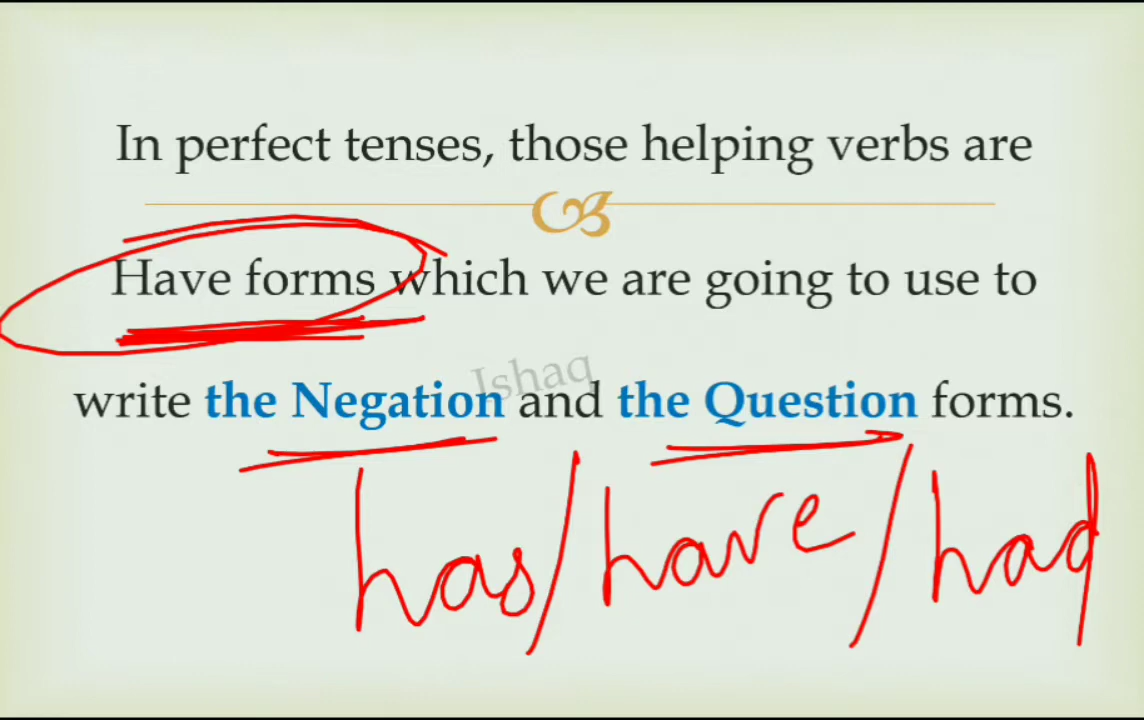 In perfect tenses, those helping verbs are
Have forms which we are going to use to
write the Negation and the Question forms.
Ishaq
has/have/had